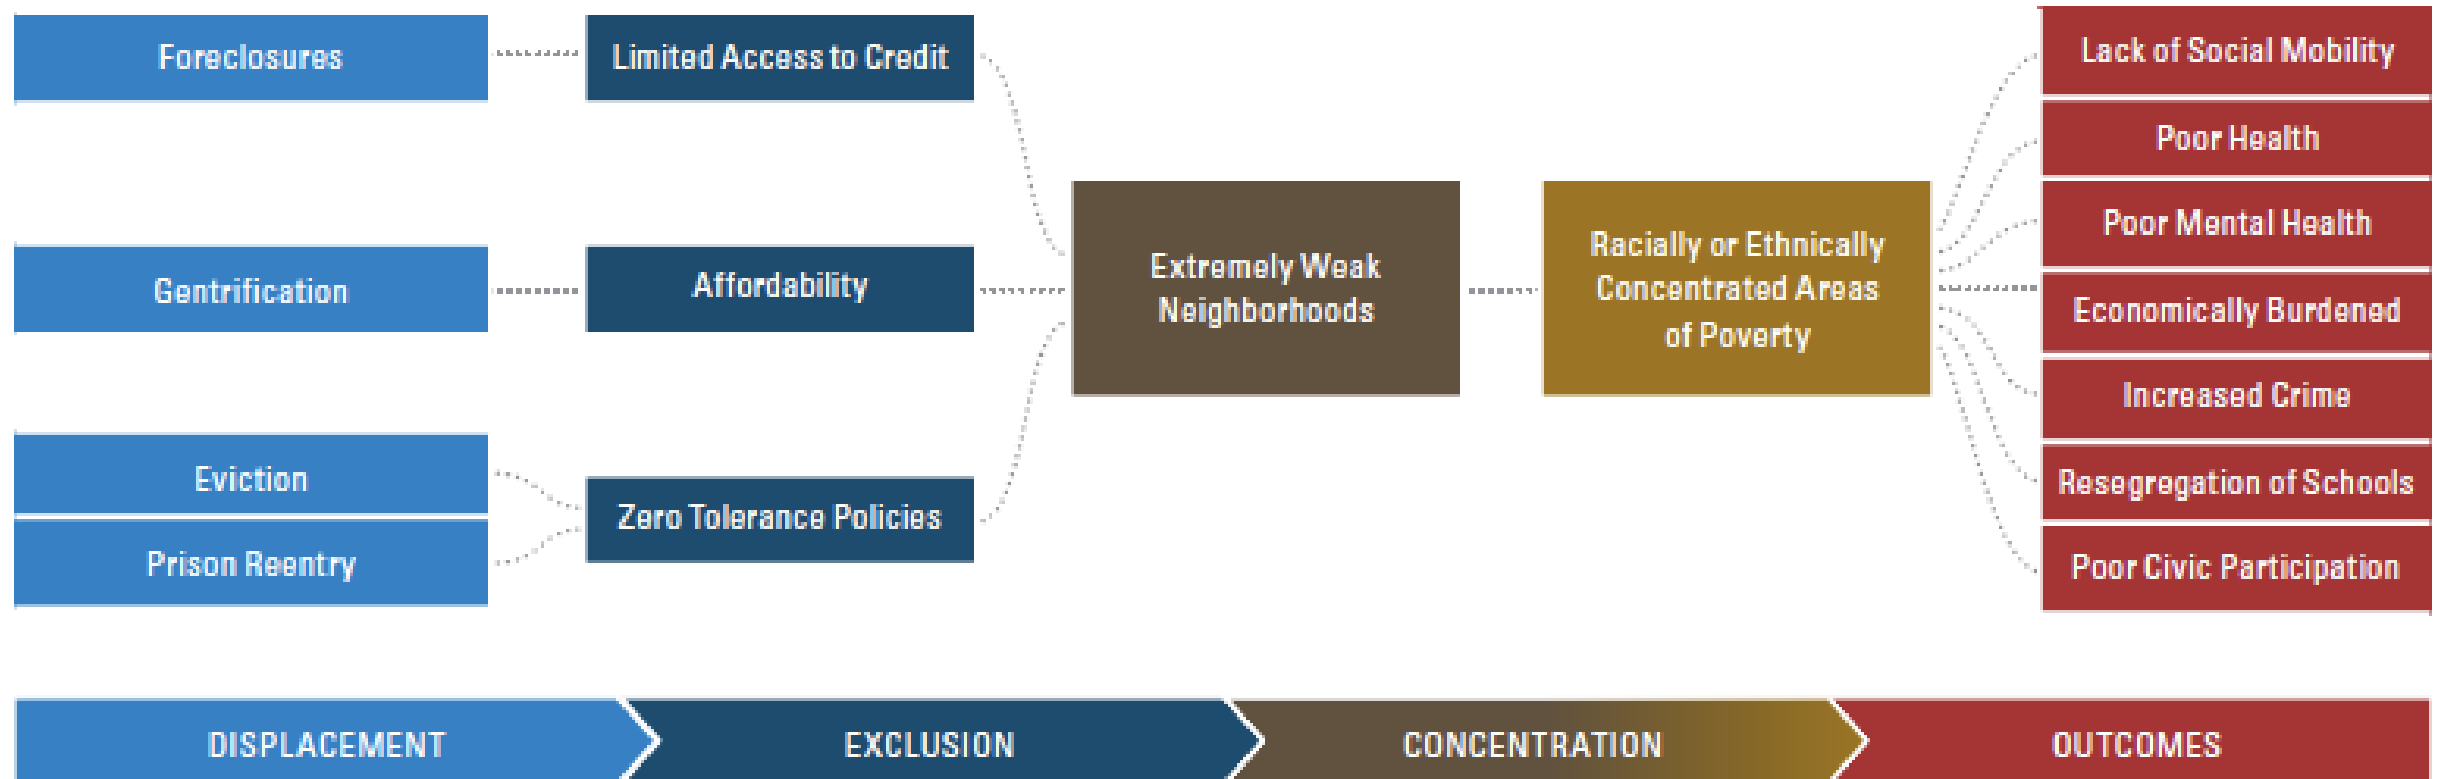 Foreclosures
Limited Access to Credit
Gentrification
Affordability
Eviction
Prison Reentry
Zero Tolerance Policies
Extremely Weak
Neighborhoods
Racially or Ethnically
Concentrated Areas
of Poverty
Lack of Social Mobility
Poor Health
Poor Mental Health
Economically Burdened
Increased Crime
Resegregation of Schools
Poor Civic Participation
DISPLACEMENT
EXCLUSION
CONCENTRATION
OUTCOMES